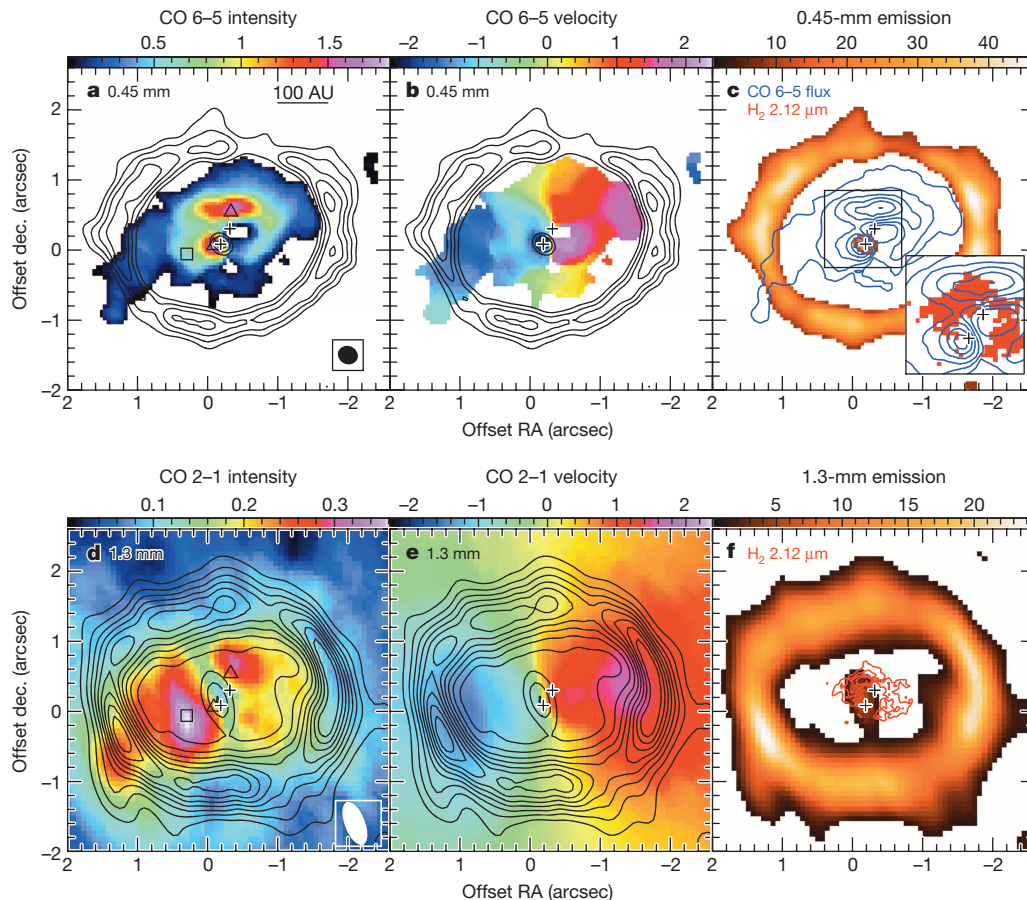 CO 6–5 intensity
CO 6–5 velocity
0.45-mm emission
0.5 1 1.5
−2 −1 0 1 2
10 20 30 40
a 0.45 mm
100 AU
b 0.45 mm
c CO 6–5 flux
H₂ 2.12 μm
Offset dec. (arcsec)
2
1
0
−1
−2
2 1 0 −1 −2
2 1 0 −1 −2
2 1 0 −1 −2
Offset RA (arcsec)
CO 2–1 intensity
CO 2–1 velocity
1.3-mm emission
0.1 0.2 0.3
−2 −1 0 1 2
5 10 15 20
d 1.3 mm
e 1.3 mm
f H₂ 2.12 μm
Offset dec. (arcsec)
2
1
0
−1
−2
2 1 0 −1 −2
1 0 −1 −2
2 1 0 −1 −2
Offset RA (arcsec)